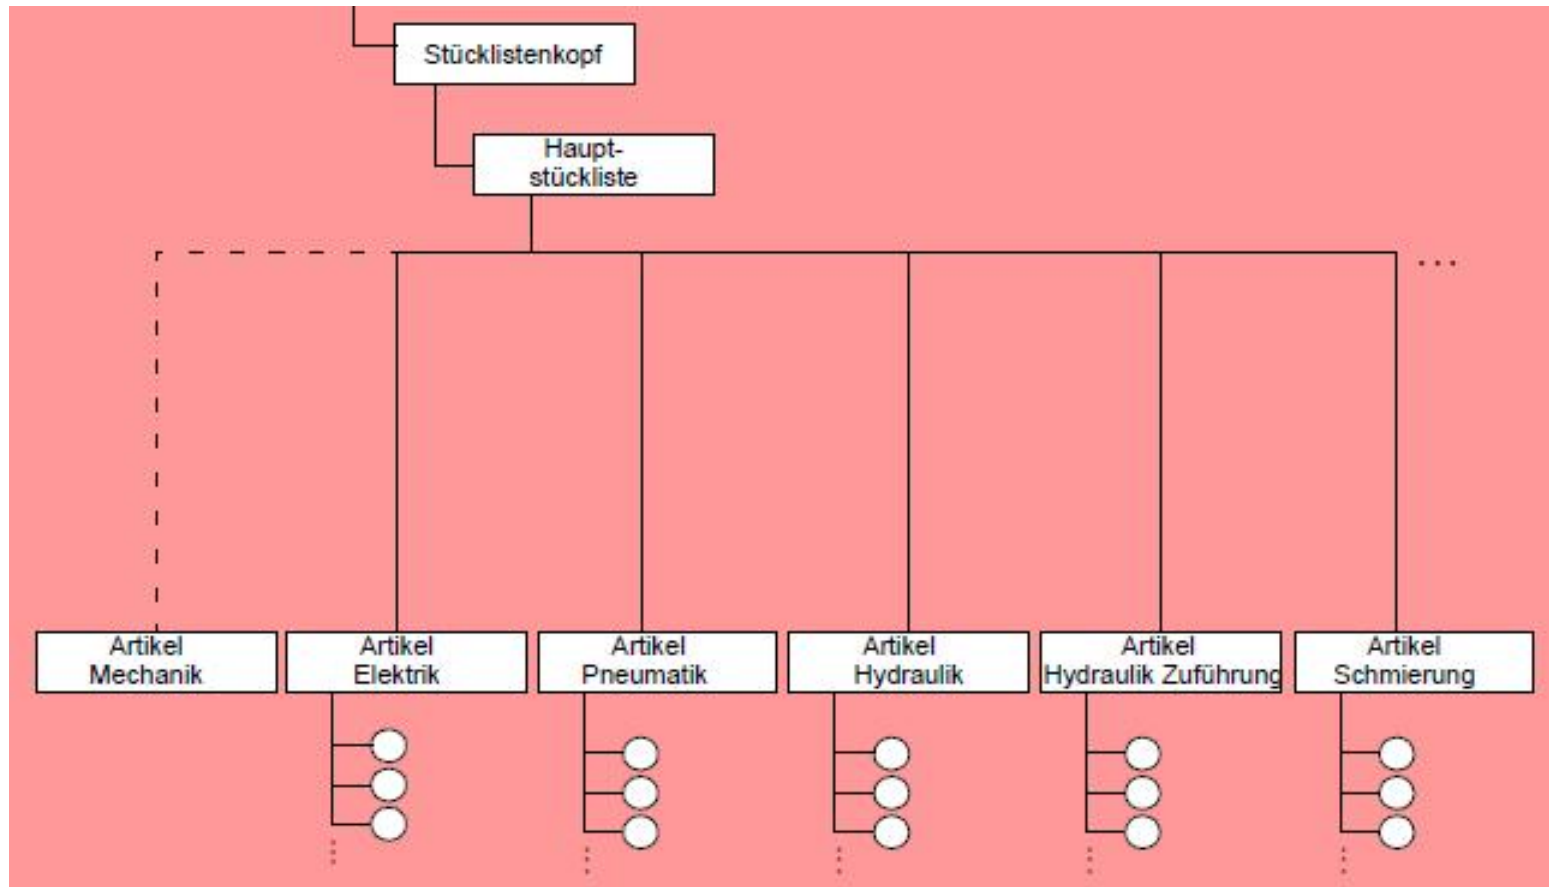 Stücklistenkopf
Haupt-
stückliste
...
Artikel
Mechanik
Artikel
Elektrik
Artikel
Pneumatik
Artikel
Hydraulik
Artikel
Hydraulik Zuführung
Artikel
Schmierung